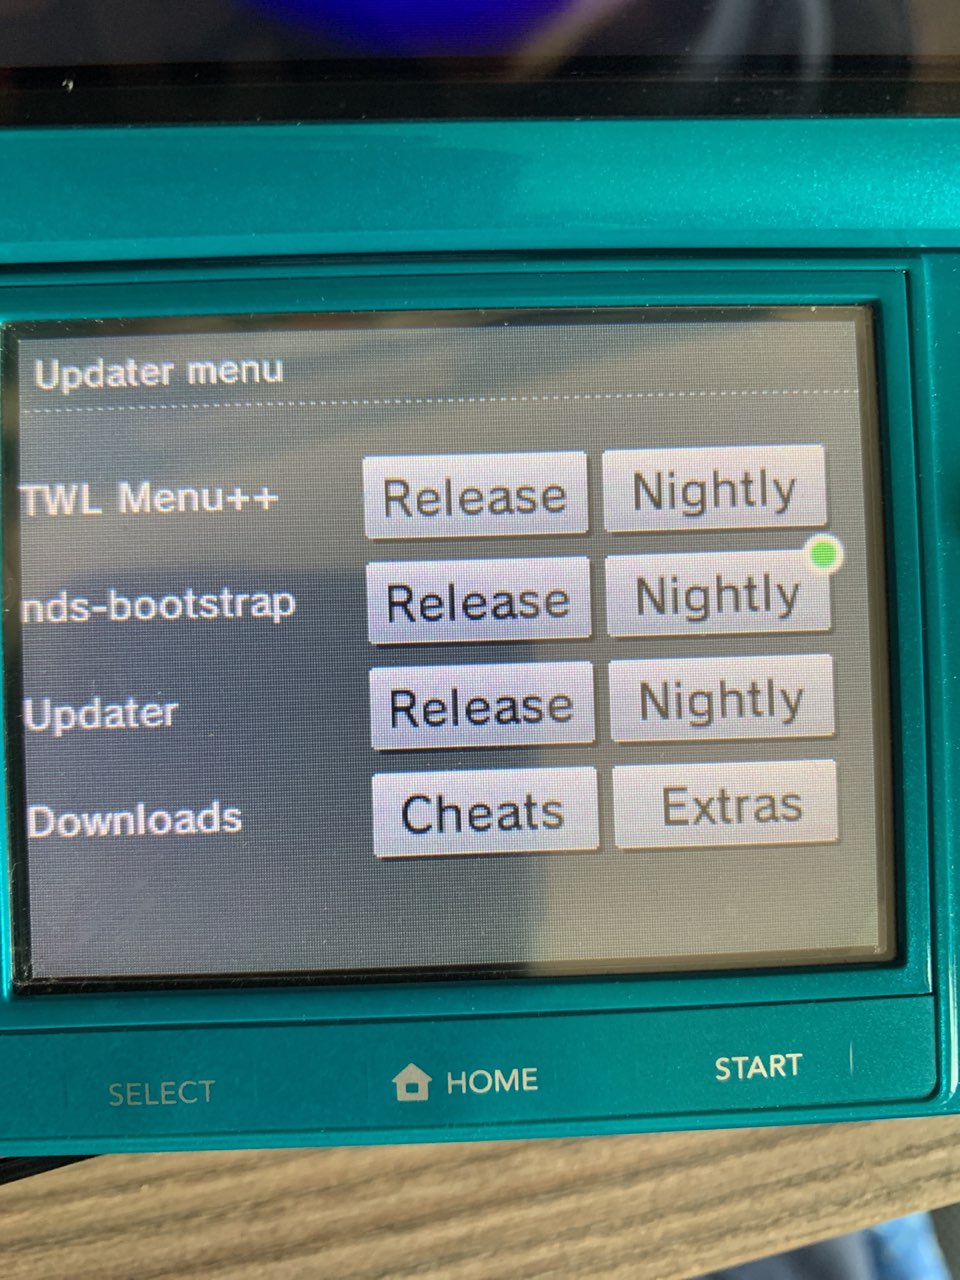 Updater menu
TWL Menu++ Release Nightly
nds-bootstrap Release Nightly
Updater Release Nightly
Downloads Cheats Extras
SELECT HOME START